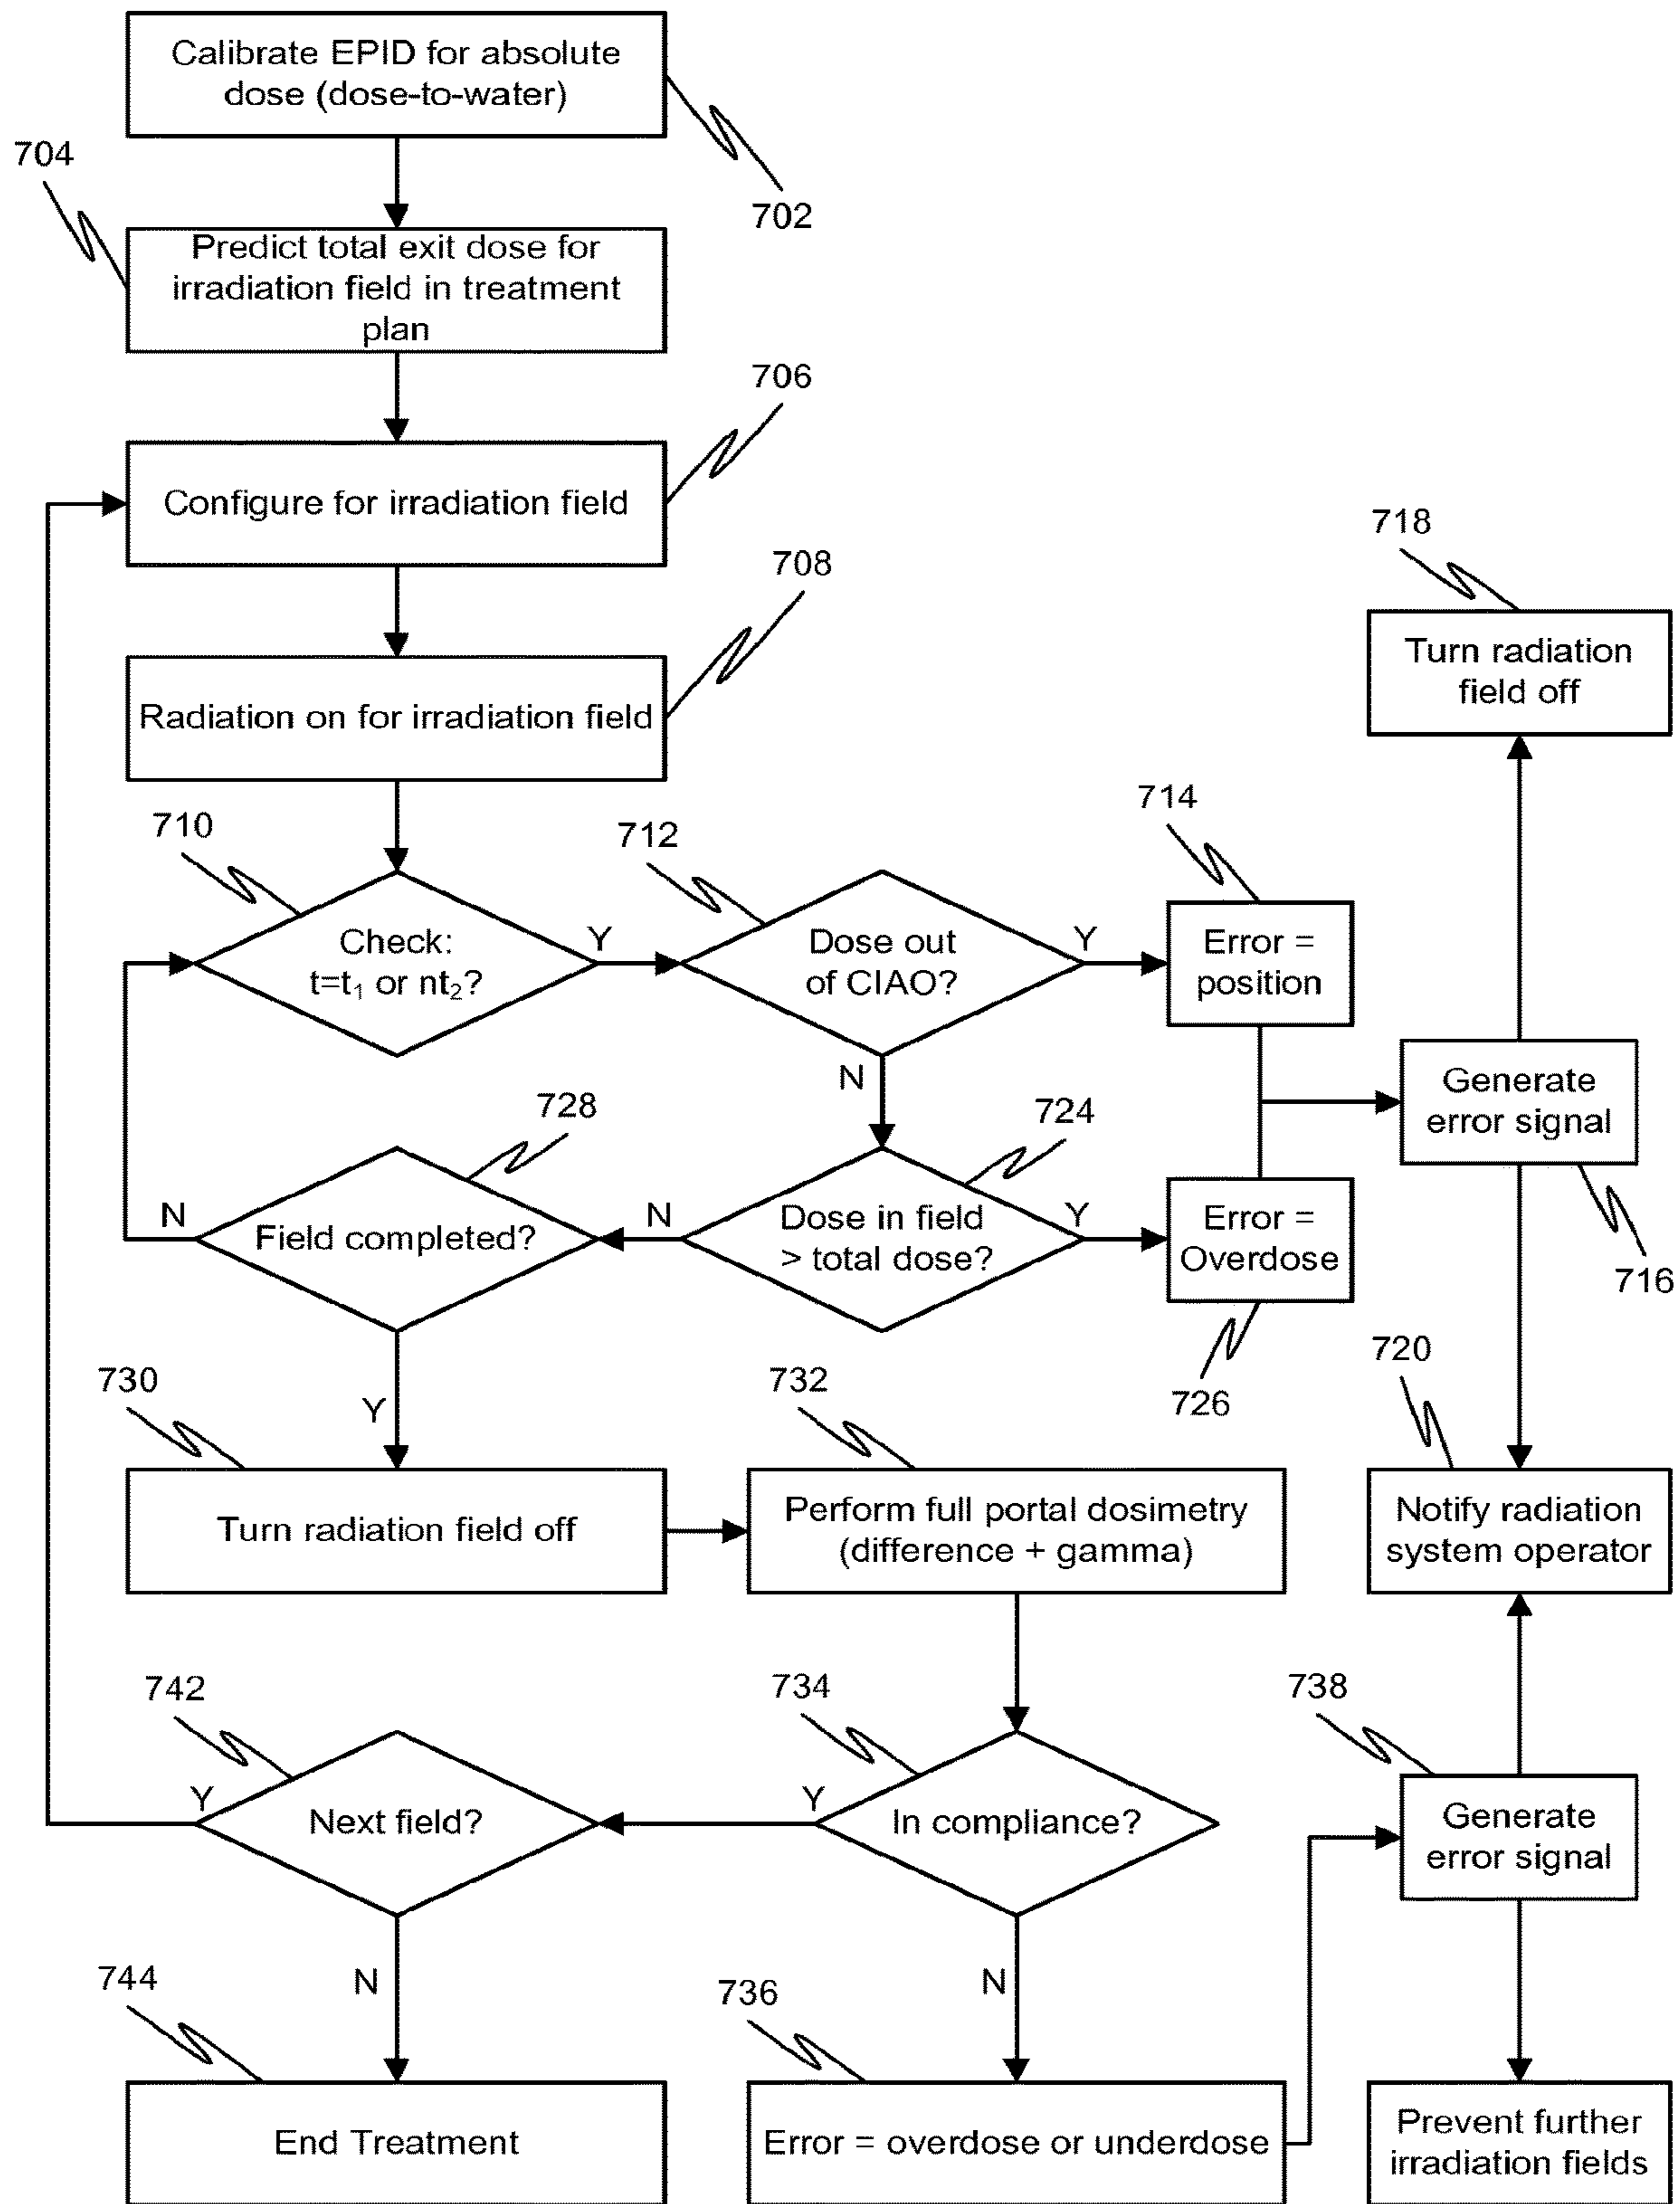 Calibrate EPID for absolute
dose (dose-to-water)
702
704
Predict total exit dose for
irradiation field in treatment
plan
706
Configure for irradiation field
708
Radiation on for irradiation field
718
Turn radiation
field off
710
Check:
t=t₁ or nt₂?
Y
712
Dose out
of CIAO?
Y
714
Error =
position
N
Generate
error signal
716
728
Field completed?
N
Y
724
Dose in field
> total dose?
N
Y
Error =
Overdose
726
730
Turn radiation field off
732
Perform full portal dosimetry
(difference + gamma)
720
Notify radiation
system operator
742
Next field?
Y
N
734
In compliance?
Y
N
738
Generate
error signal
744
End Treatment
736
Error = overdose or underdose
Prevent further
irradiation fields